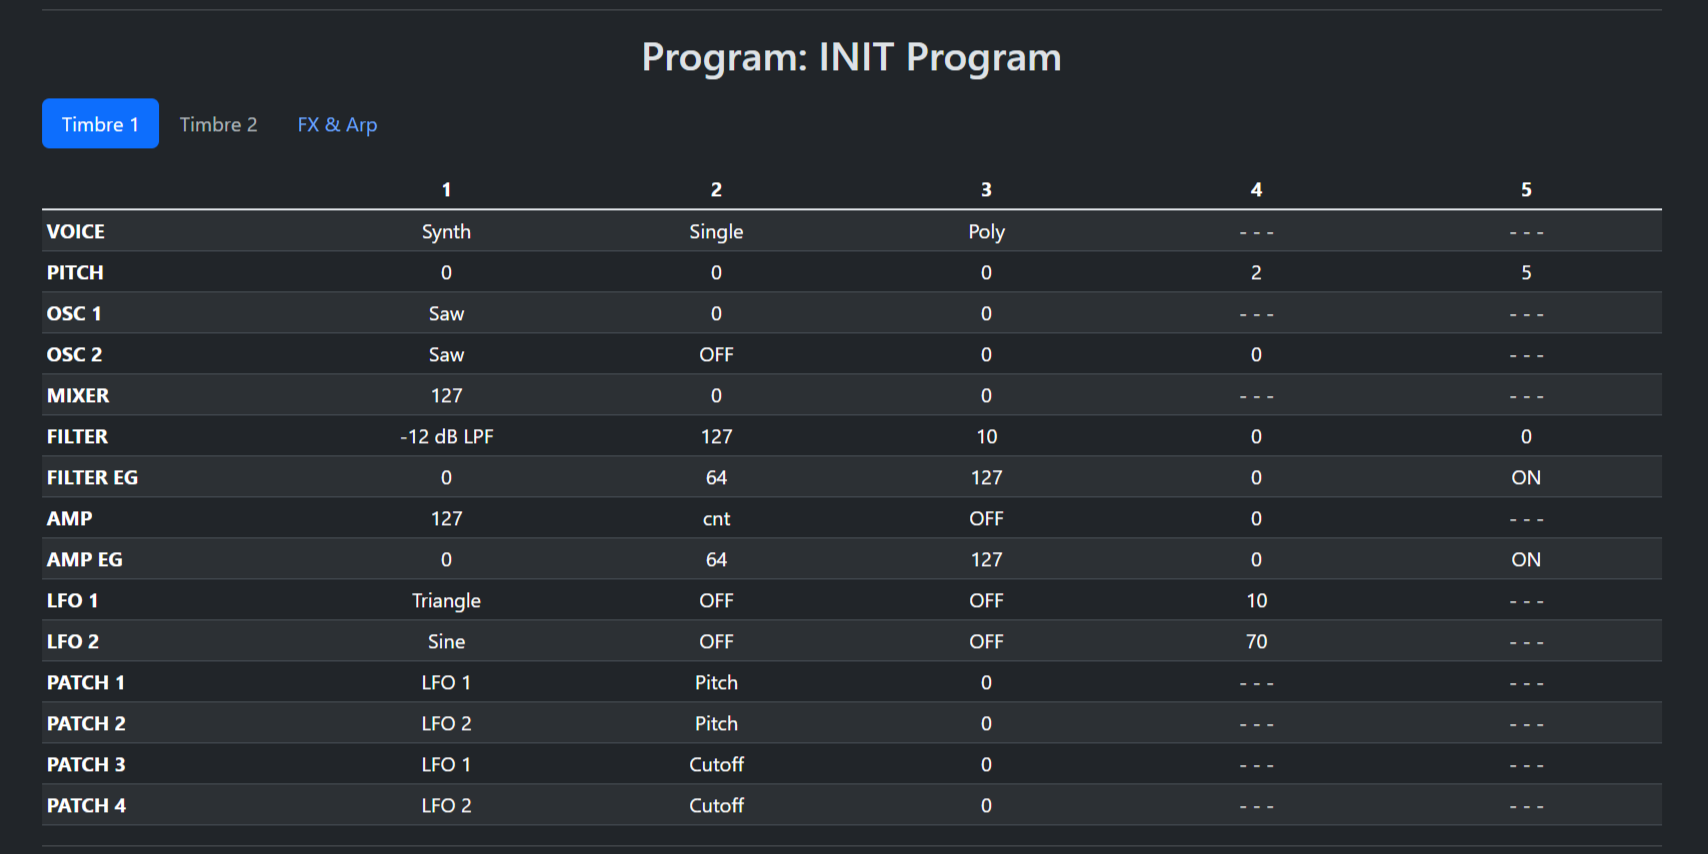 Program: INIT Program
Timbre 1 Timbre 2 FX & Arp
1 2 3 4 5
VOICE Synth Single Poly - - - - - -
PITCH 0 0 0 2 5
OSC 1 Saw 0 0 - - - - - -
OSC 2 Saw OFF 0 0 - - -
MIXER 127 0 0 - - - - - -
FILTER -12 dB LPF 127 10 0 0
FILTER EG 0 64 127 0 ON
AMP 127 cnt OFF 0 - - -
AMP EG 0 64 127 0 ON
LFO 1 Triangle OFF OFF 10 - - -
LFO 2 Sine OFF OFF 70 - - -
PATCH 1 LFO 1 Pitch 0 - - - - - -
PATCH 2 LFO 2 Pitch 0 - - - - - -
PATCH 3 LFO 1 Cutoff 0 - - - - - -
PATCH 4 LFO 2 Cutoff 0 - - - - - -